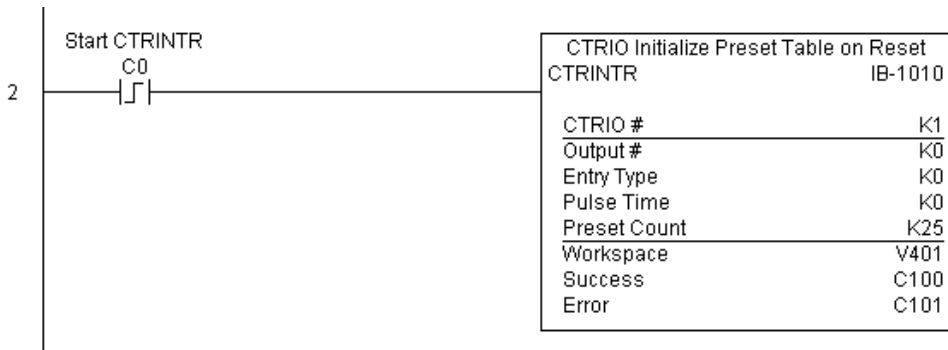 Start CTRINTR
C0
2
CTRIO Initialize Preset Table on Reset
CTRINTR IB-1010
CTRIO # K1
Output # K0
Entry Type K0
Pulse Time K0
Preset Count K25
Workspace V401
Success C100
Error C101